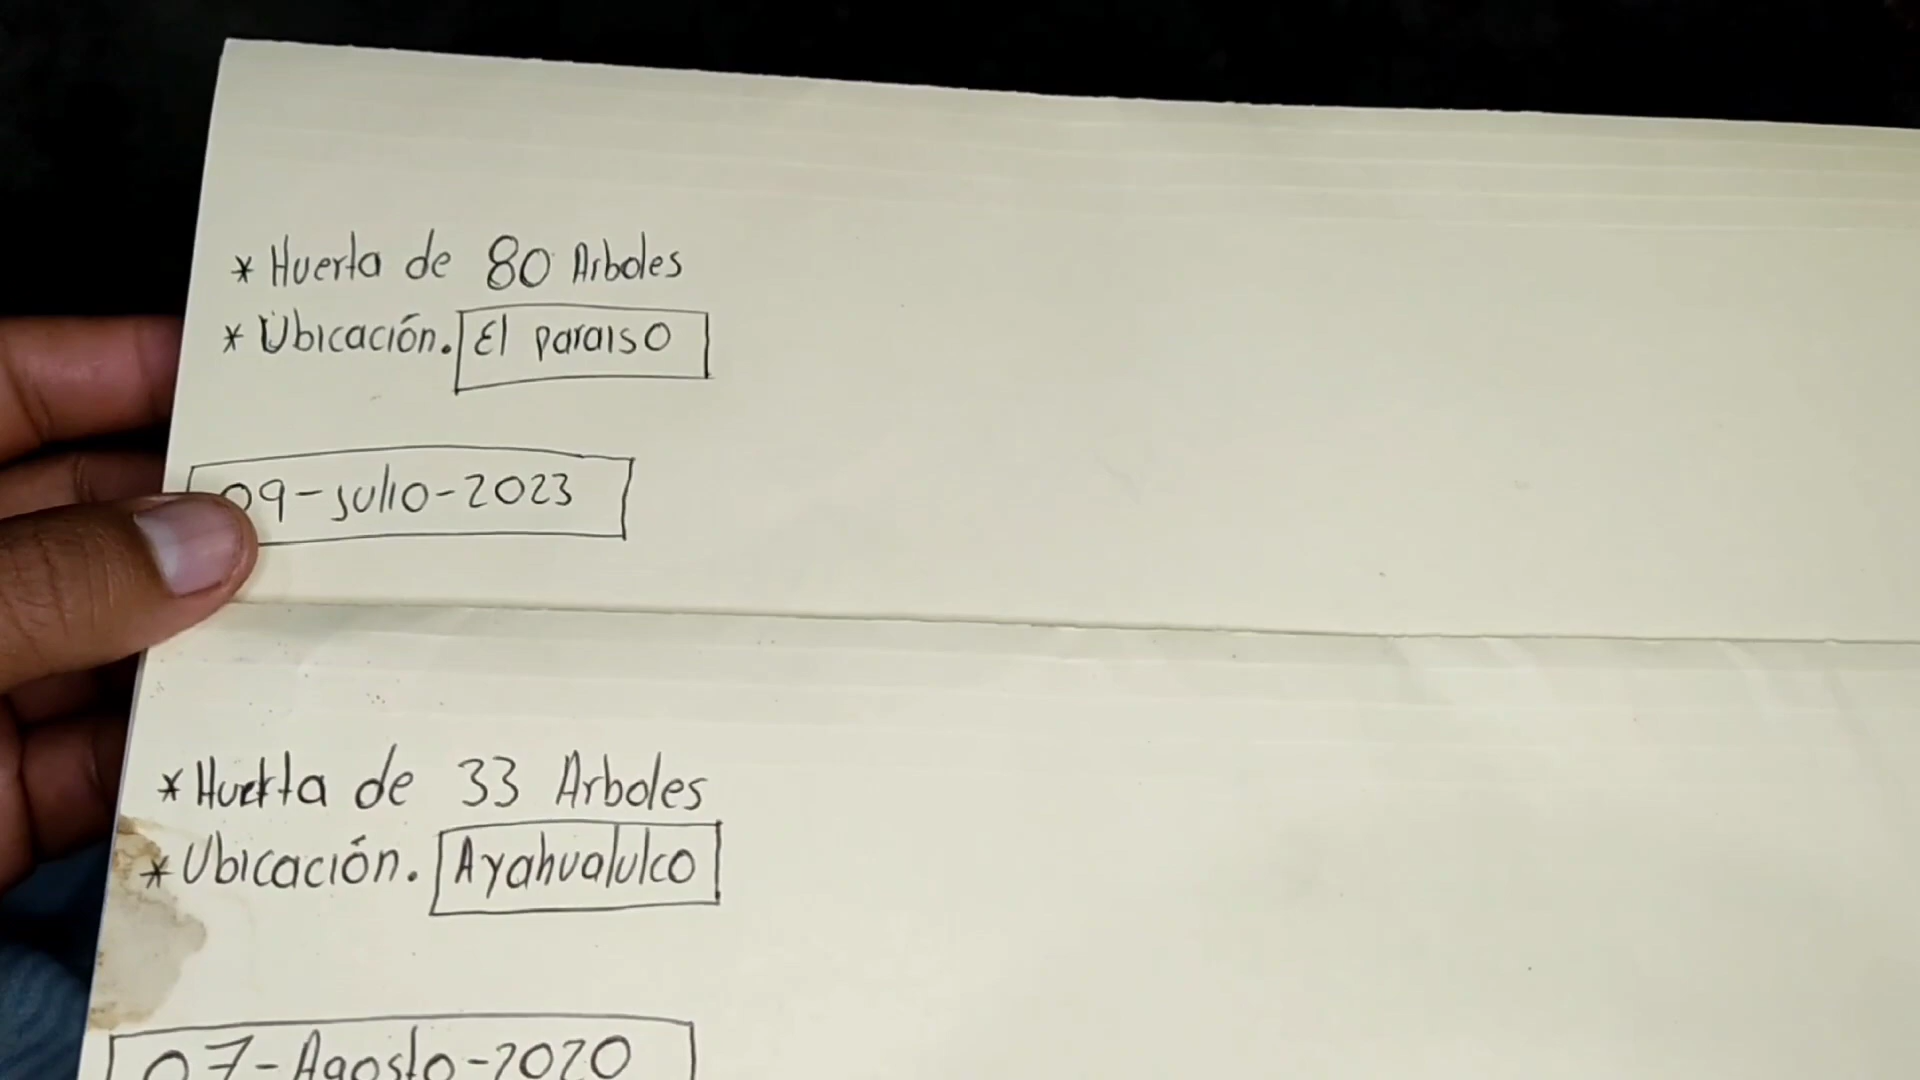 * Huerta de 80 Arboles
* Ubicación. El paraiso
09-Julio-2023
* Huerta de 33 Arboles
* Ubicación. Ayahualulco
07-Agosto-2020